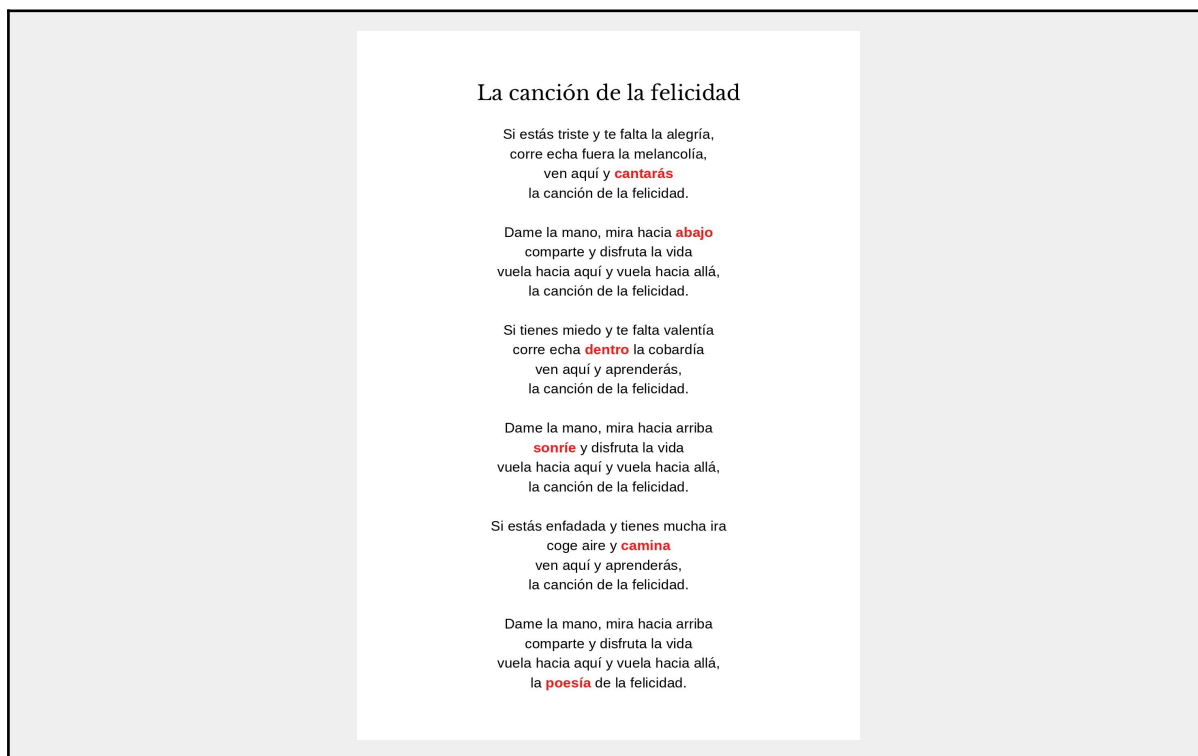 La canción de la felicidad
Si estás triste y te falta la alegría,
corre echa fuera la melancolía,
ven aquí y cantarás
la canción de la felicidad.
Dame la mano, mira hacia abajo
comparte y disfruta la vida
vuela hacia aquí y vuela hacia allá,
la canción de la felicidad.
Si tienes miedo y te falta valentía
corre echa dentro la cobardía
ven aquí y aprenderás,
la canción de la felicidad.
Dame la mano, mira hacia arriba
sonríe y disfruta la vida
vuela hacia aquí y vuela hacia allá,
la canción de la felicidad.
Si estás enfadada y tienes mucha ira
coge aire y camina
ven aquí y aprenderás,
la canción de la felicidad.
Dame la mano, mira hacia arriba
comparte y disfruta la vida
vuela hacia aquí y vuela hacia allá,
la poesía de la felicidad.